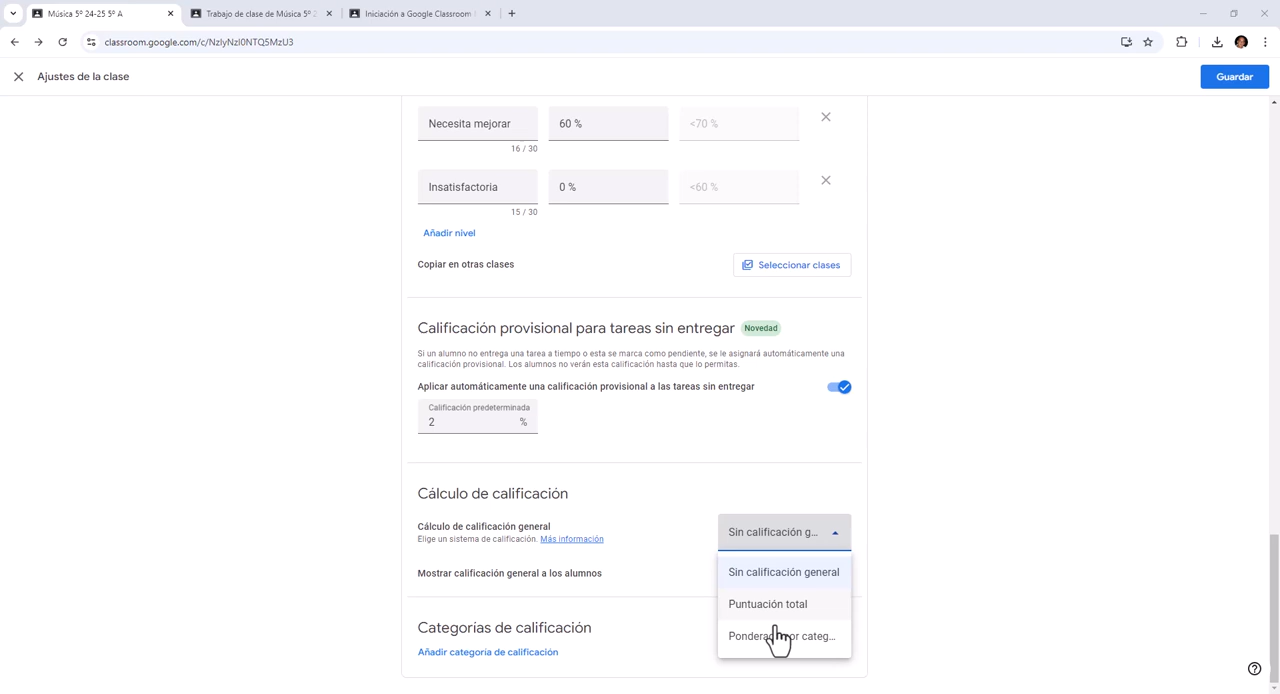 Música 5º 24-25 5º A
Trabajo de clase de Música 5º 2
Iniciación a Google Classroom
classroom.google.com/c/NzIyNzI0NTQ5MzU3
Ajustes de la clase
Guardar
Necesita mejorar
60 %
<70 %
16 / 30
Insatisfactoria
0 %
<60 %
15 / 30
Añadir nivel
Copiar en otras clases
Seleccionar clases
Calificación provisional para tareas sin entregar
Novedad
Si un alumno no entrega una tarea a tiempo o esta se marca como pendiente, se le asignará automáticamente una
calificación provisional. Los alumnos no verán esta calificación hasta que lo permitas.
Aplicar automáticamente una calificación provisional a las tareas sin entregar
Calificación predeterminada
2 %
Cálculo de calificación
Cálculo de calificación general
Elige un sistema de calificación. Más información
Sin calificación g...
Mostrar calificación general a los alumnos
Sin calificación general
Puntuación total
or categ...
Categorías de calificación
Añadir categoría de calificación